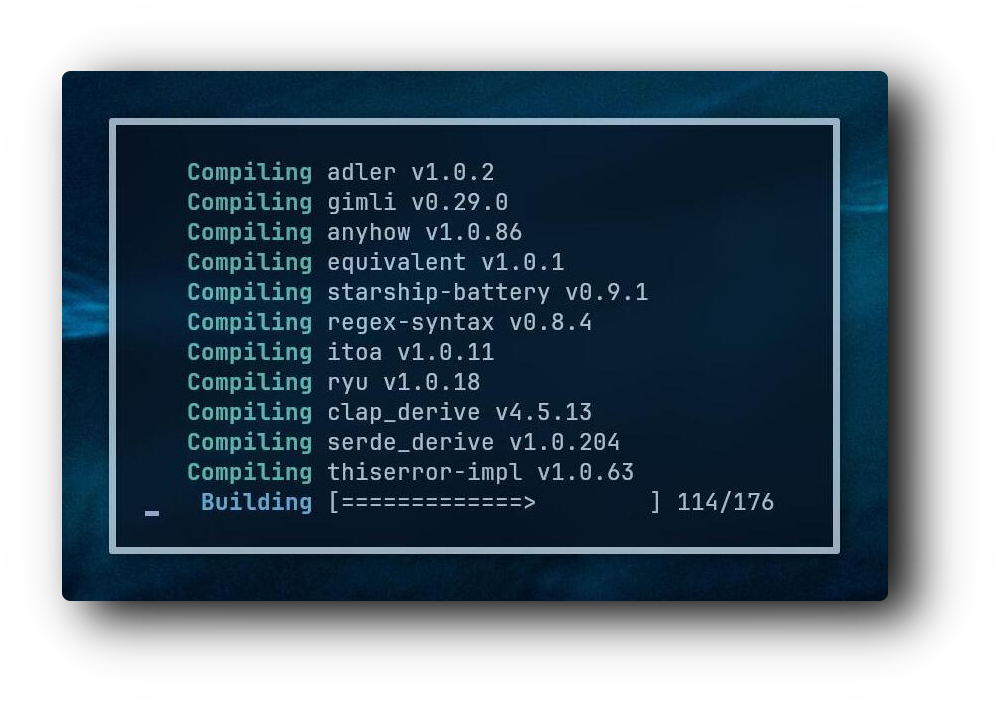 Compiling adler v1.0.2
Compiling gimli v0.29.0
Compiling anyhow v1.0.86
Compiling equivalent v1.0.1
Compiling starship-battery v0.9.1
Compiling regex-syntax v0.8.4
Compiling itoa v1.0.11
Compiling ryu v1.0.18
Compiling clap_derive v4.5.13
Compiling serde_derive v1.0.204
Compiling thiserror-impl v1.0.63
Building [=============>        ] 114/176